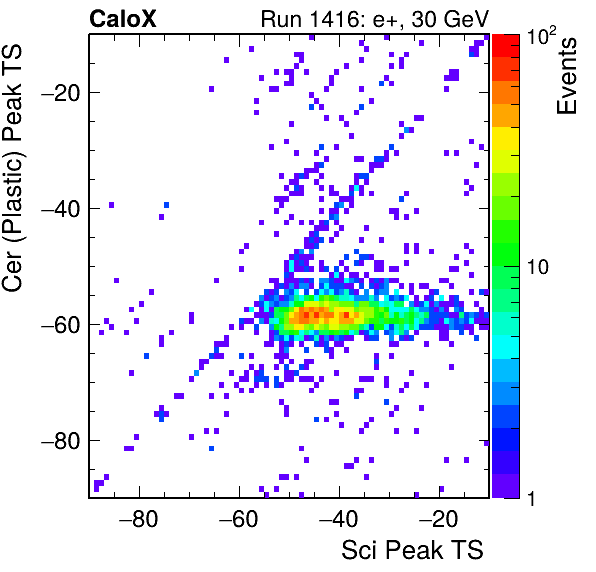 CaloX Run 1416: e+, 30 GeV
Cer (Plastic) Peak TS
−20
−40
−60
−80
−80 −60 −40 −20
Sci Peak TS
10²
10
1
Events